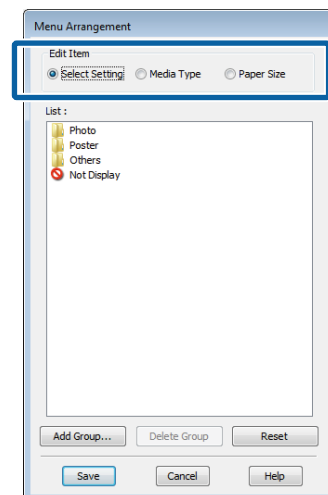 Menu Arrangement
Edit Item
Select Setting Media Type Paper Size
List :
Photo
Poster
Others
Not Display
Add Group... Delete Group Reset
Save Cancel Help